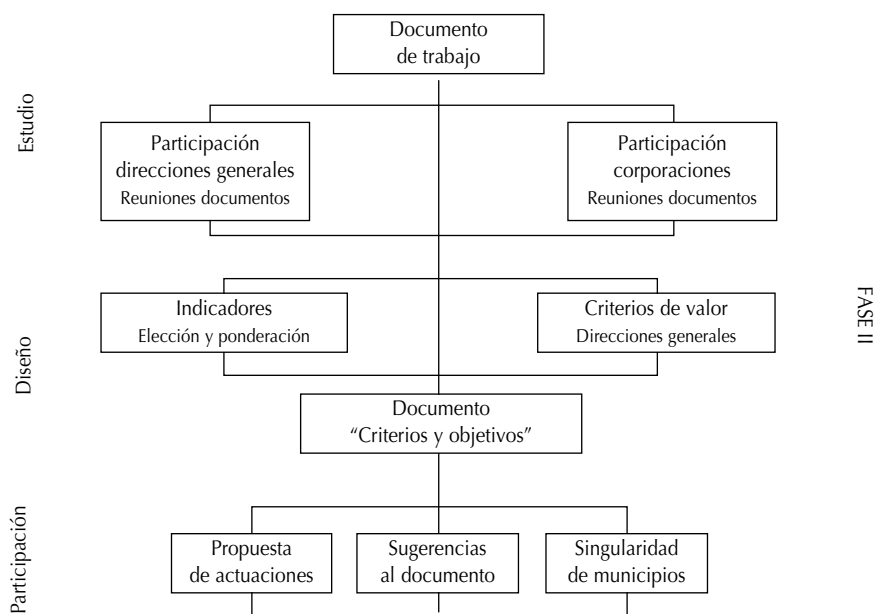 Documento
de trabajo
Estudio
Participación
direcciones generales
Reuniones documentos
Participación
corporaciones
Reuniones documentos
Indicadores
Elección y ponderación
Criterios de valor
Direcciones generales
FASE II
Diseño
Documento
“Criterios y objetivos”
Participación
Propuesta
de actuaciones
Sugerencias
al documento
Singularidad
de municipios